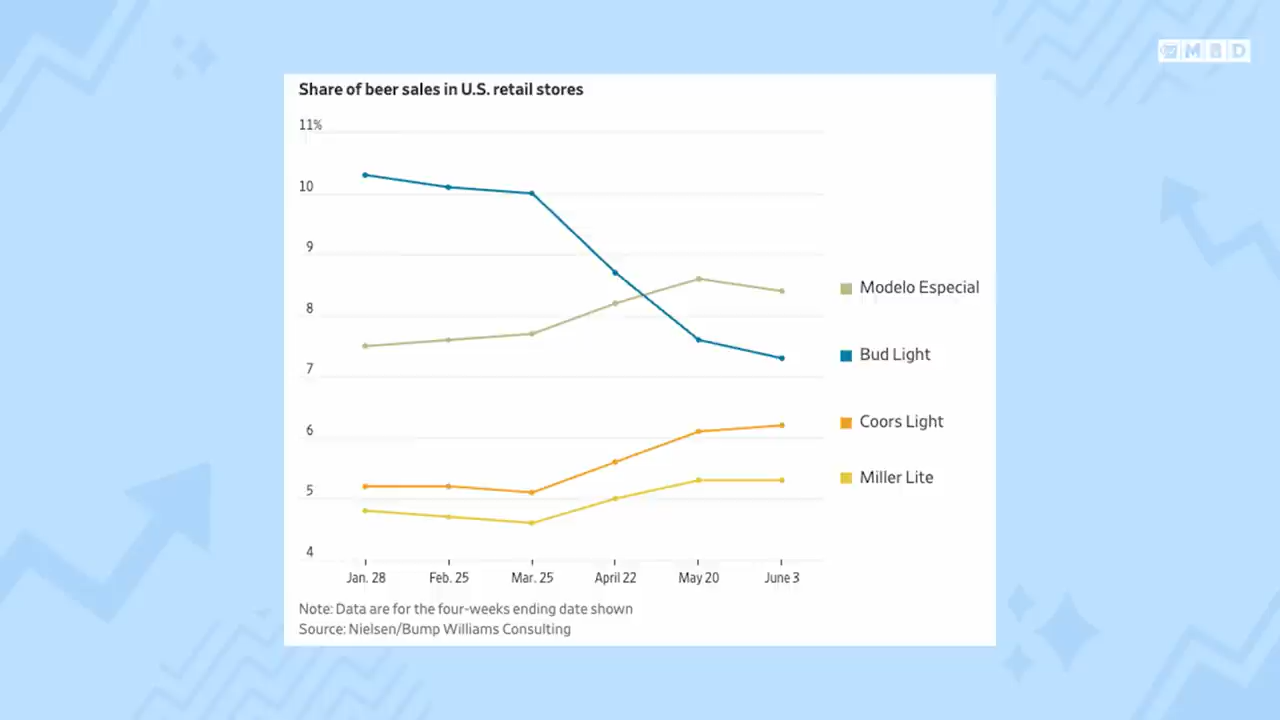 MBD
Share of beer sales in U.S. retail stores
11%
10
9
8
7
6
5
4
Modelo Especial
Bud Light
Coors Light
Miller Lite
Jan. 28 Feb. 25 Mar. 25 April 22 May 20 June 3
Note: Data are for the four-weeks ending date shown
Source: Nielsen/Bump Williams Consulting